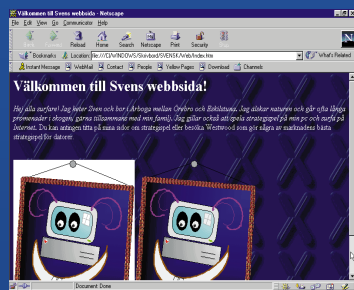 Välkommen till Svens webbsida! - Netscape
File Edit View Go Communicator Help
Reload Home Search Netscape Print Security
Bookmarks Location: file:///C|/WINDOWS/Skrivbord/SVENSK/Web/Index.htm What's Related
Instant Message WebMail Contact People Yellow Pages Download Channels
Välkommen till Svens webbsida!
Hej alla surfare! Jag heter Sven och bor i Arboga mellan Örebro och Eskilstuna. Jag älskar naturen och går ofta långa
promenader i skogen, gärna tillsammans med min familj. Jag gillar också att spela strategispel på min pc och surfa på
Internet. Du kan antingen titta på mina sidor om strategispel eller besöka Westwood som gör några av marknadens bästa
strategispel för datorer.
Document: Done